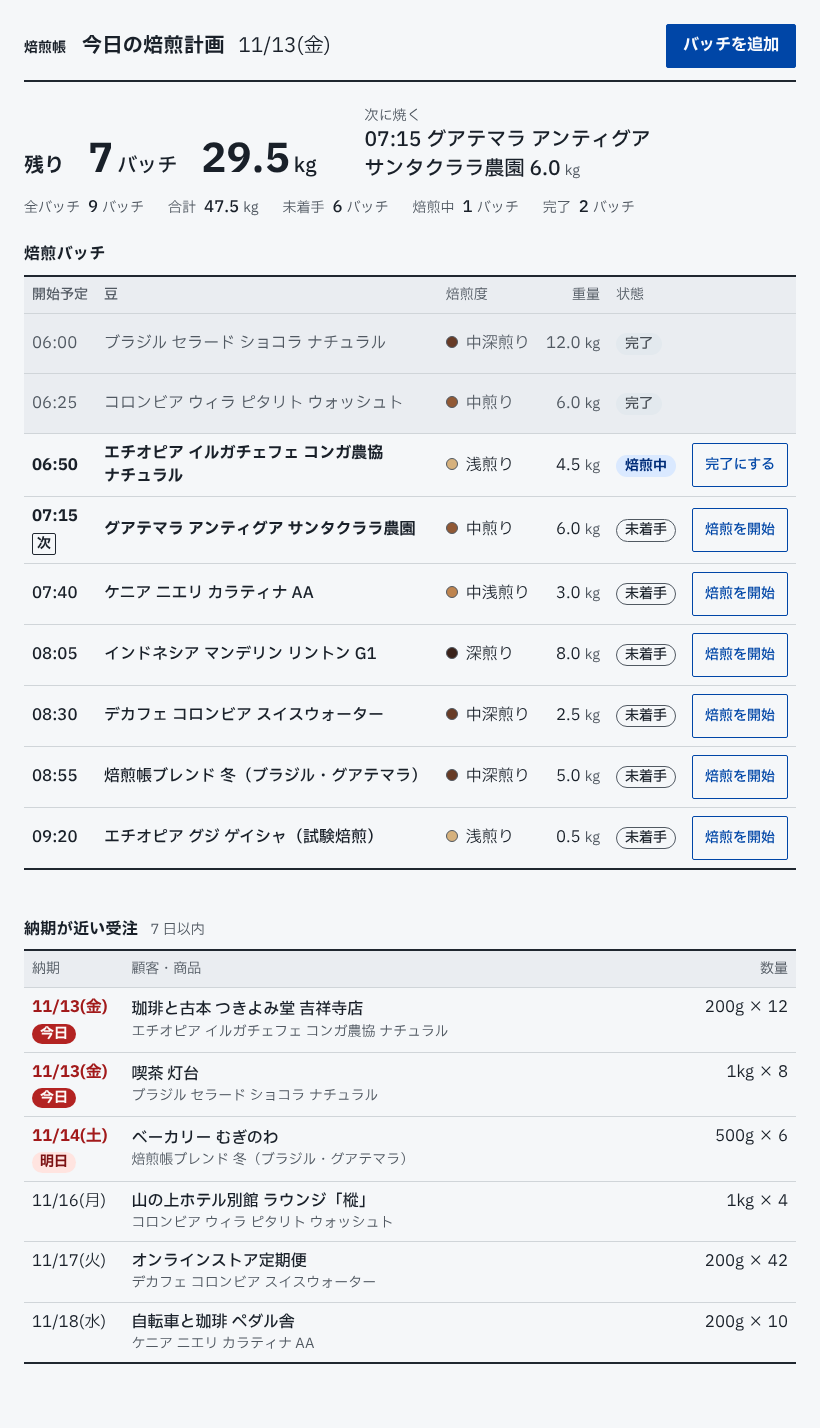 焙煎帳 今日の焙煎計画 11/13(金) バッチを追加
次に焼く
07:15 グアテマラ アンティグア
サンタクララ農園 6.0 kg
残り 7 バッチ 29.5 kg
全バッチ 9 バッチ 合計 47.5 kg 未着手 6 バッチ 焙煎中 1 バッチ 完了 2 バッチ
焙煎バッチ
開始予定 豆 焙煎度 重量 状態
06:00 ブラジル セラード ショコラ ナチュラル 中深煎り 12.0 kg 完了
06:25 コロンビア ウィラ ピタリト ウォッシュト 中煎り 6.0 kg 完了
06:50 エチオピア イルガチェフェ コンガ農協
ナチュラル 浅煎り 4.5 kg 焙煎中 完了にする
07:15 次 グアテマラ アンティグア サンタクララ農園 中煎り 6.0 kg 未着手 焙煎を開始
07:40 ケニア ニエリ カラティナ AA 中浅煎り 3.0 kg 未着手 焙煎を開始
08:05 インドネシア マンデリン リントン G1 深煎り 8.0 kg 未着手 焙煎を開始
08:30 デカフェ コロンビア スイスウォーター 中深煎り 2.5 kg 未着手 焙煎を開始
08:55 焙煎帳ブレンド 冬（ブラジル・グアテマラ） 中深煎り 5.0 kg 未着手 焙煎を開始
09:20 エチオピア グジ ゲイシャ（試験焙煎） 浅煎り 0.5 kg 未着手 焙煎を開始
納期が近い受注 7 日以内
納期 顧客・商品 数量
11/13(金) 珈琲と古本 つきよみ堂 吉祥寺店 200g × 12
今日 エチオピア イルガチェフェ コンガ農協 ナチュラル
11/13(金) 喫茶 灯台 1kg × 8
今日 ブラジル セラード ショコラ ナチュラル
11/14(土) ベーカリー むぎのわ 500g × 6
明日 焙煎帳ブレンド 冬（ブラジル・グアテマラ）
11/16(月) 山の上ホテル別館 ラウンジ「樅」 1kg × 4
コロンビア ウィラ ピタリト ウォッシュト
11/17(火) オンラインストア定期便 200g × 42
デカフェ コロンビア スイスウォーター
11/18(水) 自転車と珈琲 ペダル舎 200g × 10
ケニア ニエリ カラティナ AA